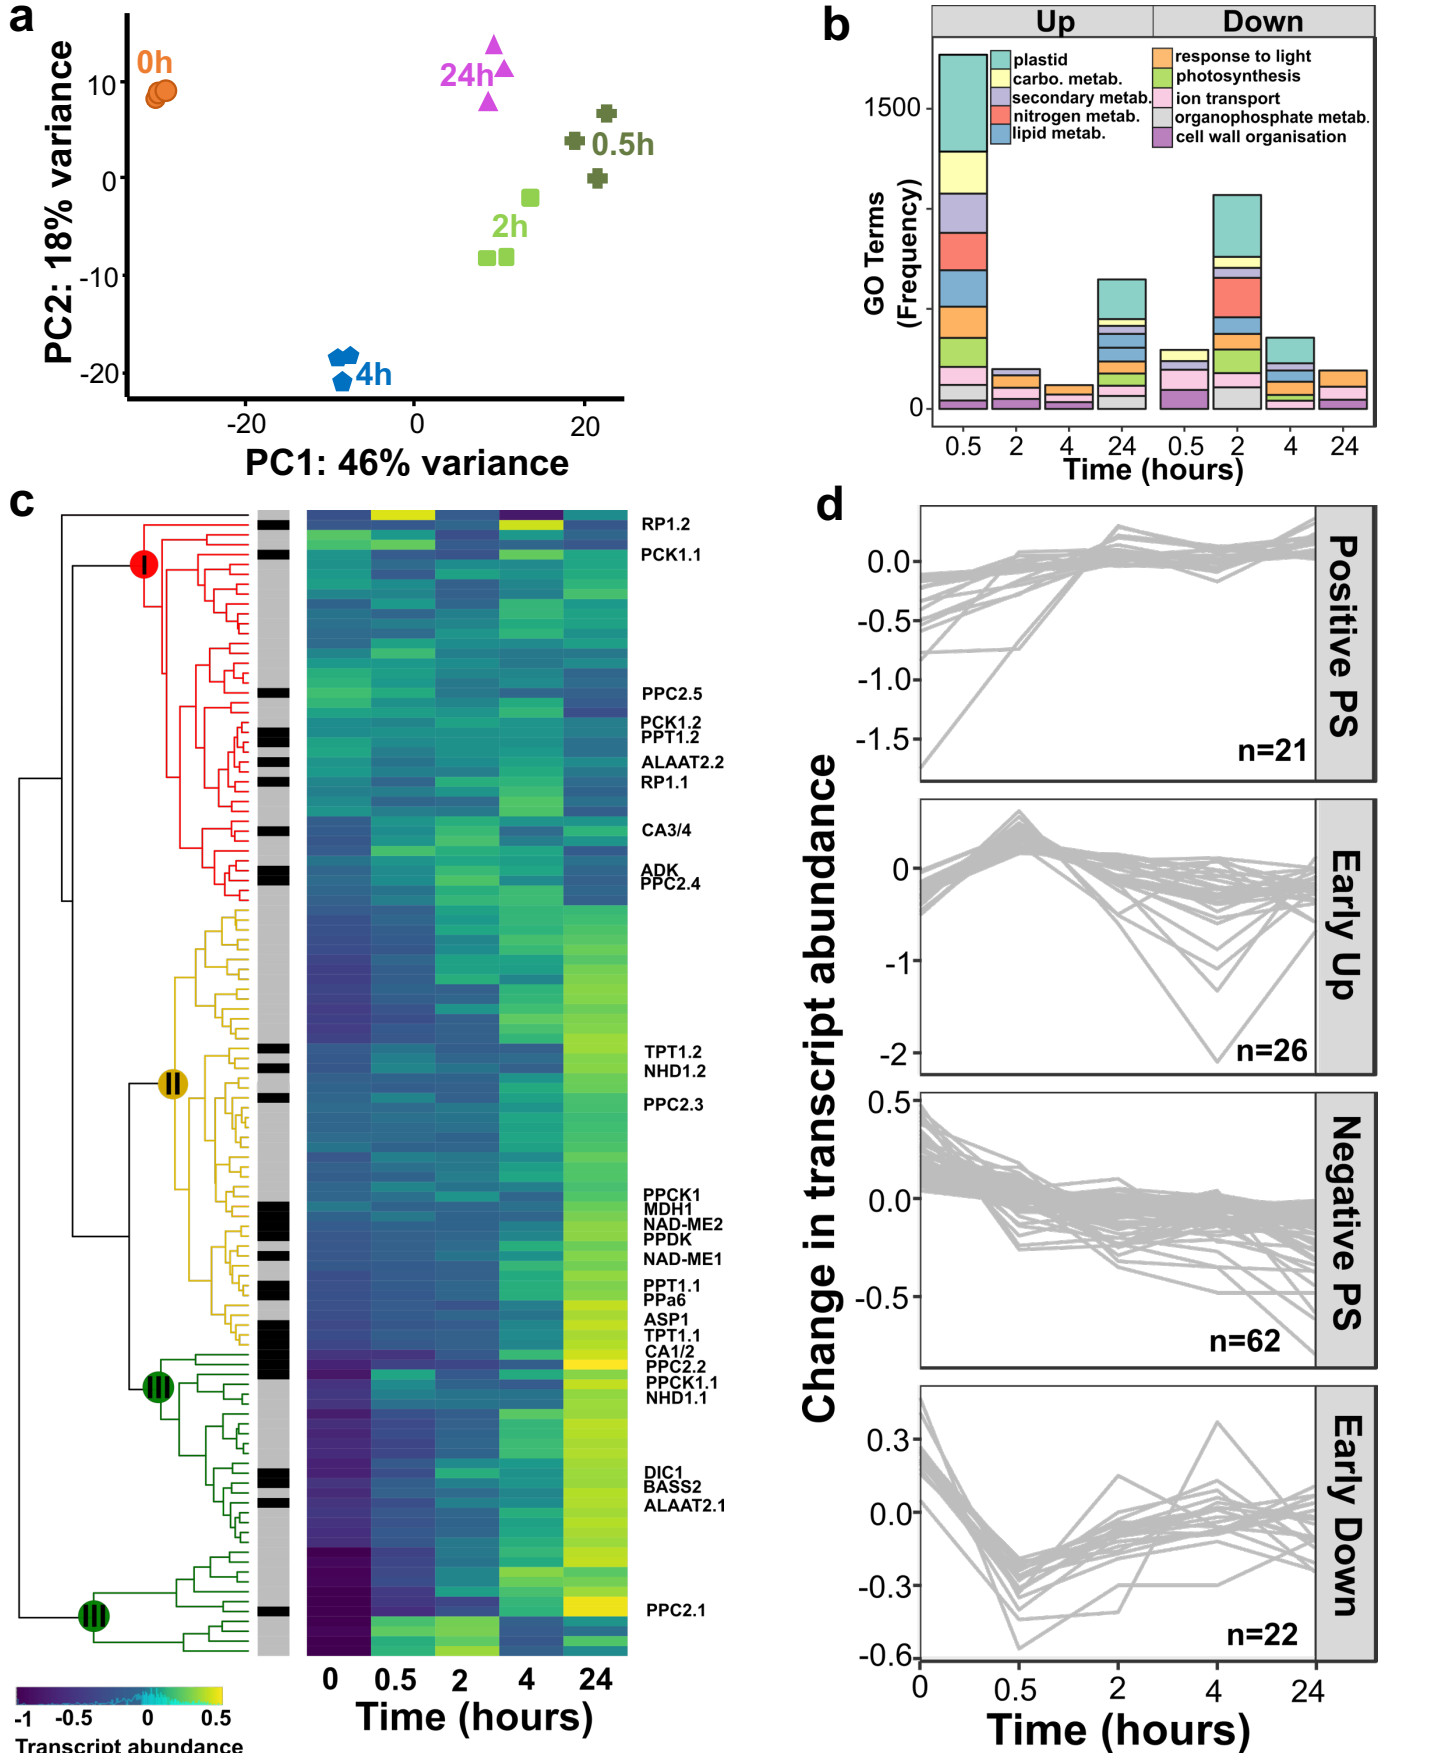 a
PC2: 18% variance
10
0
-10
-20
0h
24h
0.5h
2h
4h
-20
0
20
PC1: 46% variance
b
Up
Down
plastid
carbo. metab.
secondary metab.
nitrogen metab.
lipid metab.
response to light
photosynthesis
ion transport
organophosphate metab.
cell wall organisation
GO Terms
(Frequency)
1500
0
0.5
2
4
24
0.5
2
4
24
Time (hours)
c
I
II
III
III
RP1.2
PCK1.1
PPC2.5
PCK1.2
PPT1.2
ALAAT2.2
RP1.1
CA3/4
ADK
PPC2.4
TPT1.2
NHD1.2
PPC2.3
PPCK1
MDH1
NAD-ME2
PPDK
NAD-ME1
PPT1.1
PPa6
ASP1
TPT1.1
CA1/2
PPC2.2
PPCK1.1
NHD1.1
DIC1
BASS2
ALAAT2.1
PPC2.1
0
0.5
2
4
24
Time (hours)
-1
-0.5
0
0.5
Transcript abundance
d
Change in transcript abundance
0.0
-0.5
-1.0
-1.5
n=21
Positive PS
0
-1
-2
n=26
Early Up
0.5
0.0
-0.5
n=62
Negative PS
0.3
0.0
-0.3
-0.6
n=22
Early Down
0
0.5
2
4
24
Time (hours)